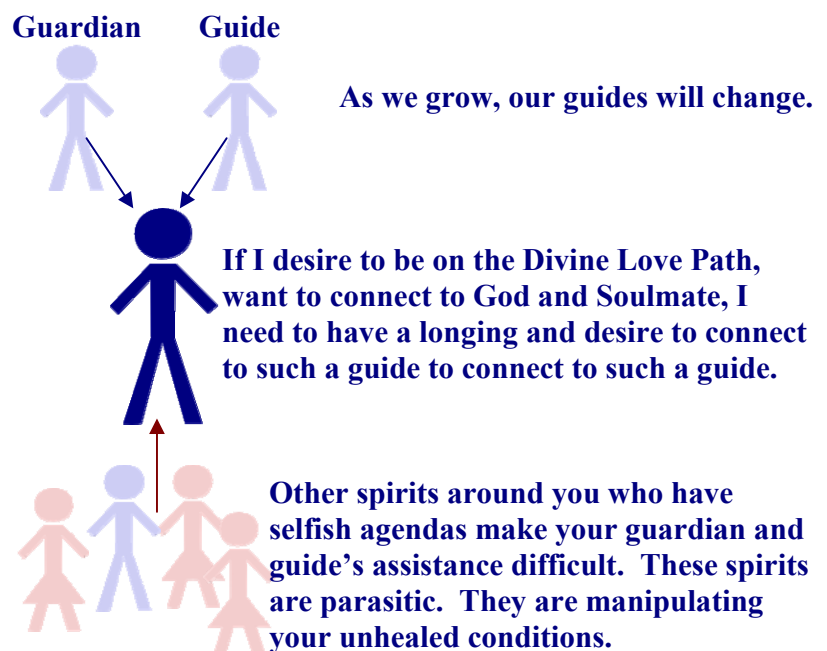 Guardian Guide
As we grow, our guides will change.
If I desire to be on the Divine Love Path,
want to connect to God and Soulmate, I
need to have a longing and desire to connect
to such a guide to connect to such a guide.
Other spirits around you who have
selfish agendas make your guardian and
guide’s assistance difficult.  These spirits
are parasitic.  They are manipulating
your unhealed conditions.